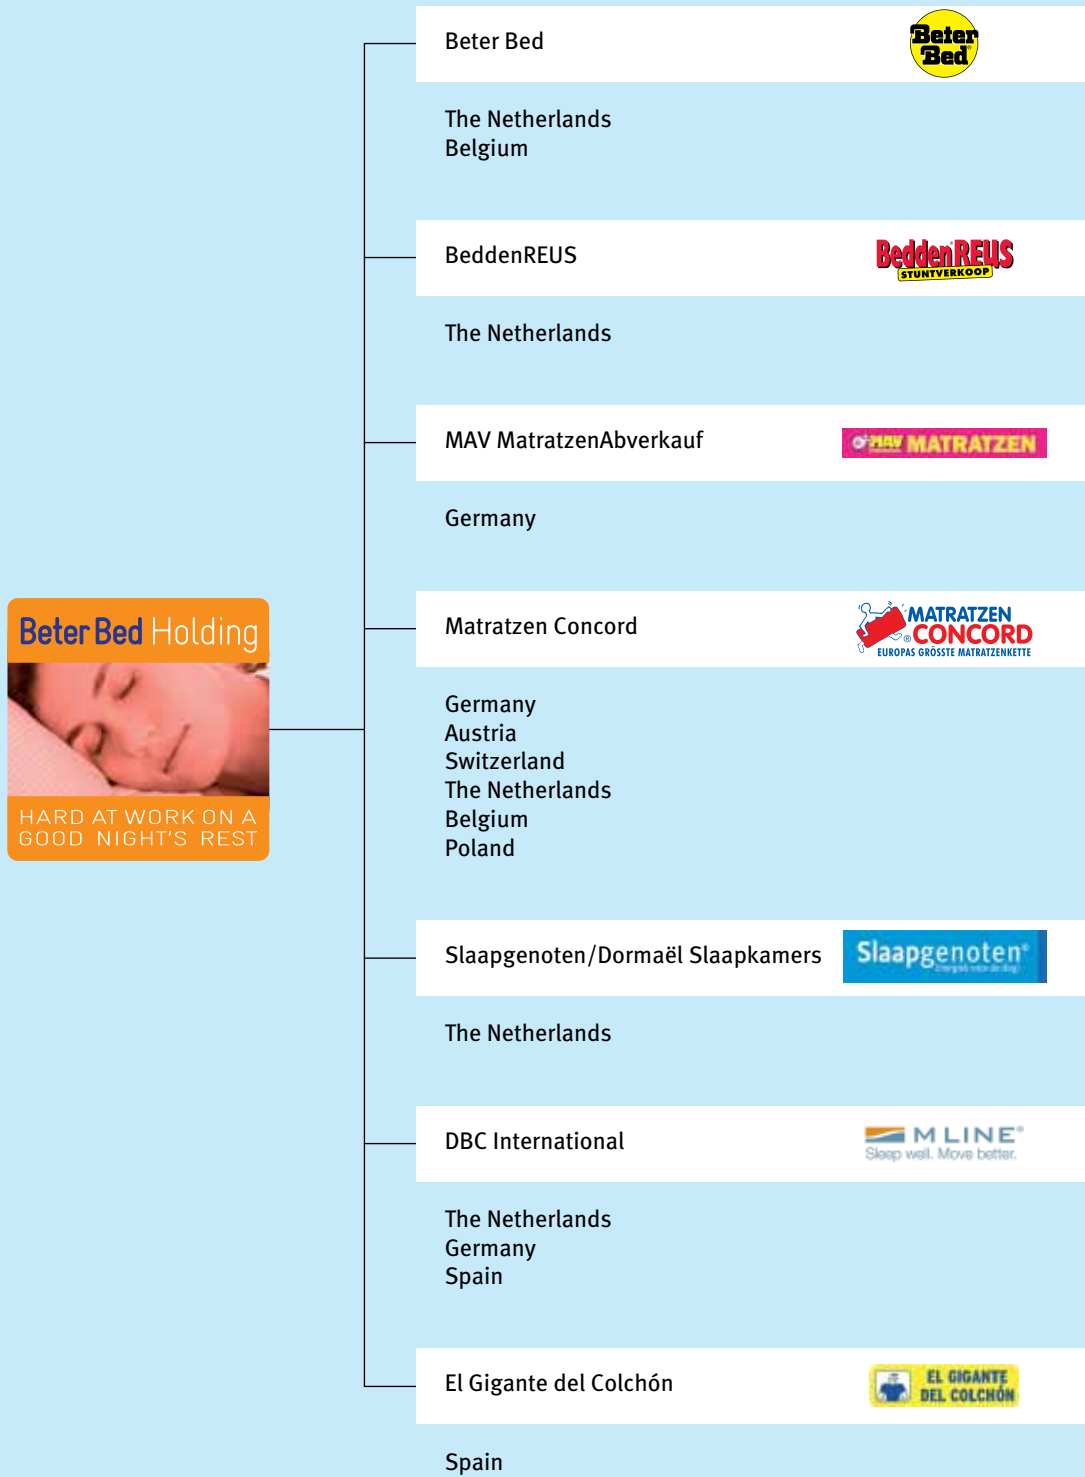 Beter Bed
Beter
Bed
The Netherlands
Belgium
BeddenREUS
BeddenREUS
STUNTVERKOOP
The Netherlands
MAV MatratzenAbverkauf
MAV MATRATZEN
Germany
Beter Bed Holding
HARD AT WORK ON A
GOOD NIGHT'S REST
Matratzen Concord
MATRATZEN
® CONCORD
EUROPAS GRÖSSTE MATRATZENKETTE
Germany
Austria
Switzerland
The Netherlands
Belgium
Poland
Slaapgenoten/Dormaël Slaapkamers
Slaapgenoten®
The Netherlands
DBC International
M LINE®
Sleep well. Move better.
The Netherlands
Germany
Spain
El Gigante del Colchón
EL GIGANTE
DEL COLCHÓN
Spain